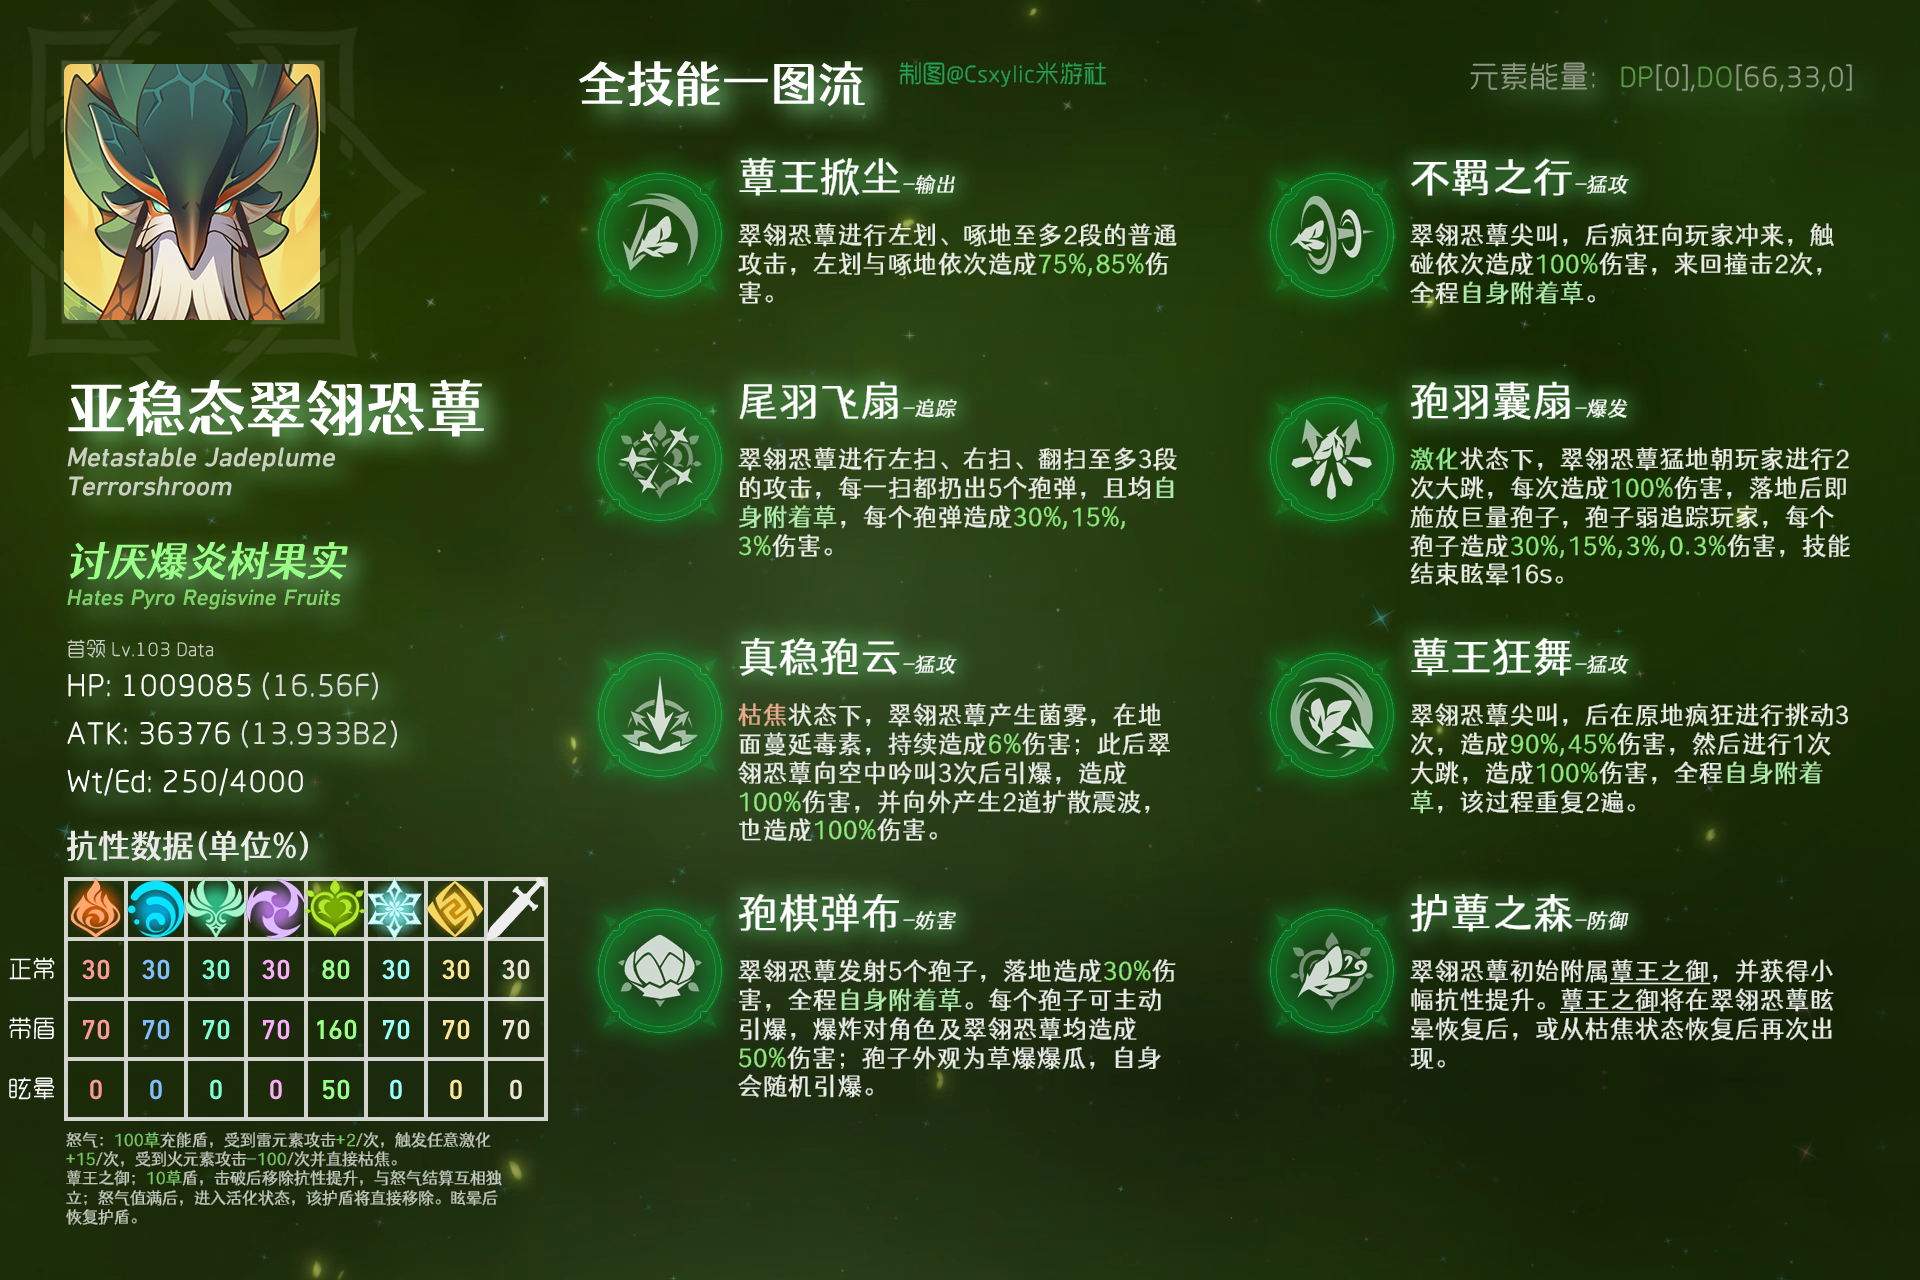 全技能一图流
制图@Csxylic米游社
元素能量： DP[0],DO[66,33,0]
亚稳态翠翎恐蕈
Metastable Jadeplume
Terrorshroom
讨厌爆炎树果实
Hates Pyro Regisvine Fruits
首领 Lv.103 Data
HP: 1009085 (16.56F)
ATK: 36376 (13.933B2)
Wt/Ed: 250/4000
抗性数据(单位%)
正常 30 30 30 30 80 30 30 30
带盾 70 70 70 70 160 70 70 70
眩晕 0 0 0 0 50 0 0 0
怒气：100草充能盾，受到雷元素攻击+2/次，触发任意激化
+15/次，受到火元素攻击-100/次并直接枯焦。
蕈王之御；10草盾，击破后移除抗性提升，与怒气结算互相独
立；怒气值满后，进入活化状态，该护盾将直接移除。眩晕后
恢复护盾。
蕈王掀尘-输出
翠翎恐蕈进行左划、啄地至多2段的普通
攻击，左划与啄地依次造成75%,85%伤
害。
尾羽飞扇-追踪
翠翎恐蕈进行左扫、右扫、翻扫至多3段
的攻击，每一扫都扔出5个孢弹，且均自
身附着草，每个孢弹造成30%,15%,
3%伤害。
真稳孢云-猛攻
枯焦状态下，翠翎恐蕈产生菌雾，在地
面蔓延毒素，持续造成6%伤害；此后翠
翎恐蕈向空中吟叫3次后引爆，造成
100%伤害，并向外产生2道扩散震波，
也造成100%伤害。
孢棋弹布-妨害
翠翎恐蕈发射5个孢子，落地造成30%伤
害，全程自身附着草。每个孢子可主动
引爆，爆炸对角色及翠翎恐蕈均造成
50%伤害；孢子外观为草爆爆瓜，自身
会随机引爆。
不羁之行-猛攻
翠翎恐蕈尖叫，后疯狂向玩家冲来，触
碰依次造成100%伤害，来回撞击2次，
全程自身附着草。
孢羽囊扇-爆发
激化状态下，翠翎恐蕈猛地朝玩家进行2
次大跳，每次造成100%伤害，落地后即
施放巨量孢子，孢子弱追踪玩家，每个
孢子造成30%,15%,3%,0.3%伤害，技能
结束眩晕16s。
蕈王狂舞-猛攻
翠翎恐蕈尖叫，后在原地疯狂进行挑动3
次，造成90%,45%伤害，然后进行1次
大跳，造成100%伤害，全程自身附着
草，该过程重复2遍。
护蕈之森-防御
翠翎恐蕈初始附属蕈王之御，并获得小
幅抗性提升。蕈王之御将在翠翎恐蕈眩
晕恢复后，或从枯焦状态恢复后再次出
现。